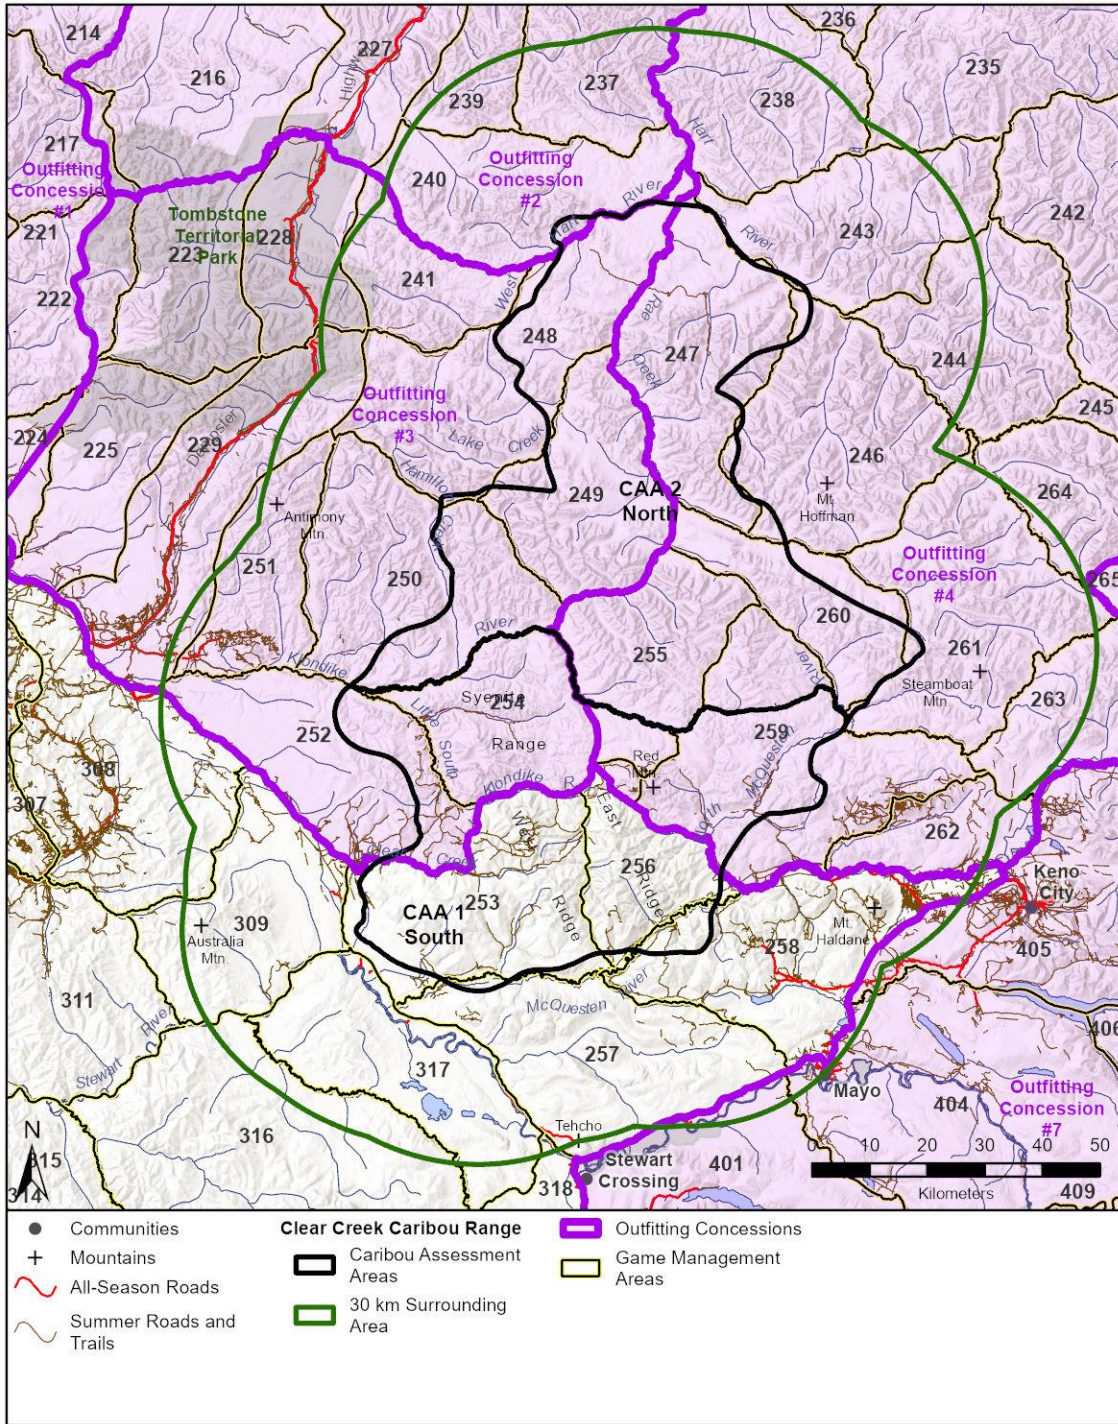 214
216
227
Highway
236
235
239
237
238
Hart
217
Outfitting
Concession
#1
240
Outfitting
Concession
#2
River
Hart
River
243
242
Tombstone
Territorial
Park
228
223
221
222
241
West
248
Rae
Creek
247
244
245
Outfitting
Concession
#3
224
225
229
Dempster
Lake
Creek
Hamilton
Creek
246
Mt.
Hoffman
249
CAA 2
North
264
Antimony
Mtn.
251
250
Outfitting
Concession
#4
265
River
Klondike
255
260
River
261
Steamboat
Mtn.
263
Syenite
254
Range
252
Little
South
Klondike
R
Red
Mtn.
259
McQuesten
North
308
307
262
West
Ridge
East
Ridge
256
Clear
Creek
253
CAA 1
South
Keno
City
Mt.
Haldane
258
405
309
Australia
Mtn.
311
Stewart
River
McQuesten
River
257
317
406
Mayo
404
Outfitting
Concession
#7
316
315
314
N
Tehcho
Stewart
Crossing
318
401
409
0 10 20 30 40 50
Kilometers
Communities
Mountains
All-Season Roads
Summer Roads and
Trails
Clear Creek Caribou Range
Caribou Assessment
Areas
30 km Surrounding
Area
Outfitting Concessions
Game Management
Areas